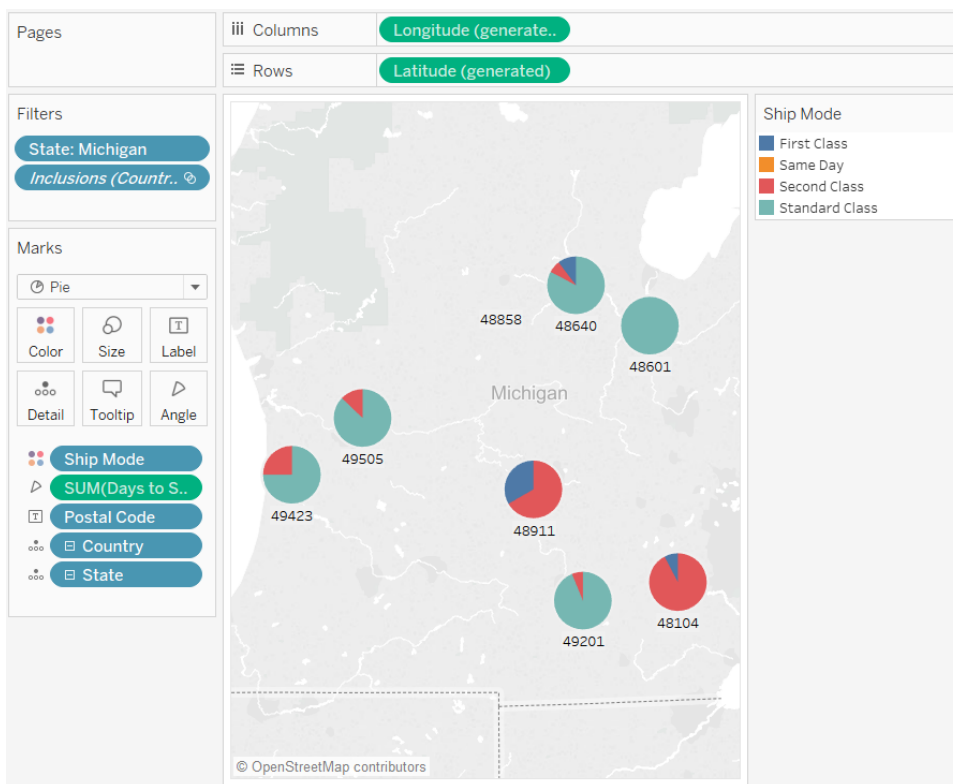 Pages
Columns
Longitude (generate..
Rows
Latitude (generated)
Filters
State: Michigan
Inclusions (Countr..
Marks
Pie
Color
Size
Label
Detail
Tooltip
Angle
Ship Mode
SUM(Days to S..
Postal Code
Country
State
48858
48640
48601
Michigan
49505
49423
48911
49201
48104
© OpenStreetMap contributors
Ship Mode
First Class
Same Day
Second Class
Standard Class